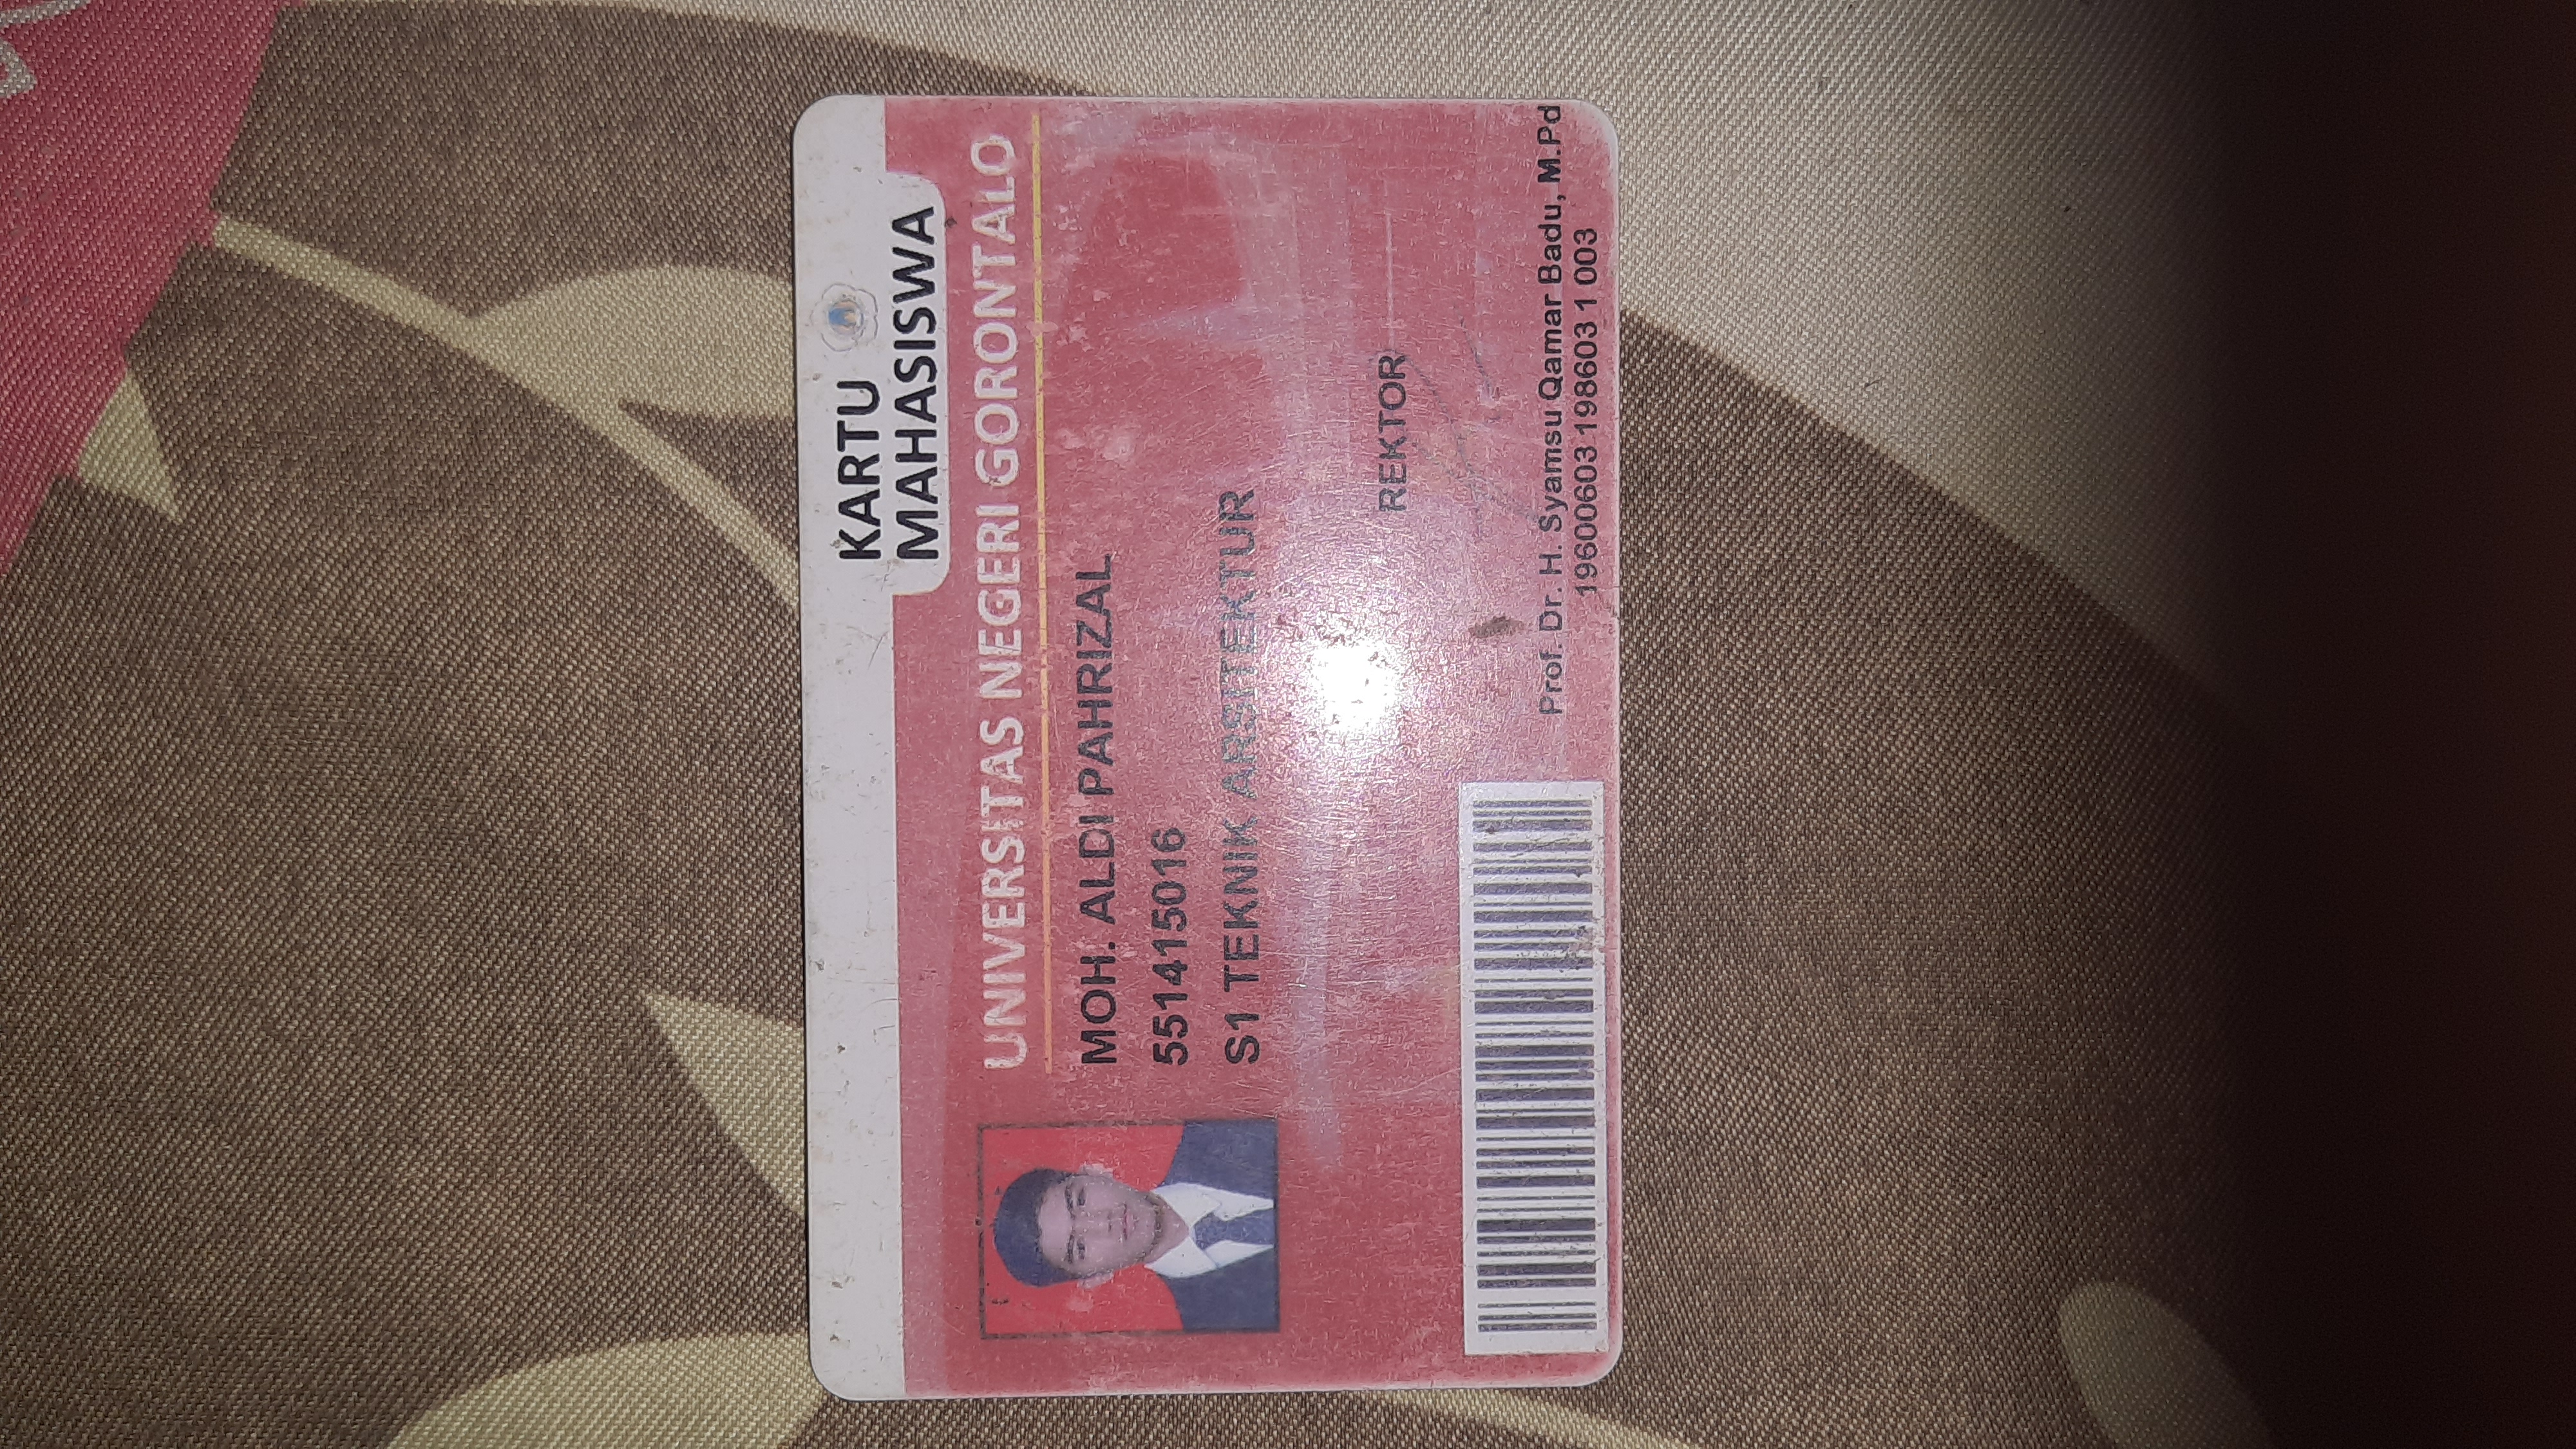 KARTU
MAHASISWA
UNIVERSITAS NEGERI GORONTALO
MOH. ALDI PAHRIZAL
551415016
S1 TEKNIK ARSITEKTUR
REKTOR
Prof. Dr. H. Syamsu Qamar Badu, M.Pd
19600603 198603 1 003